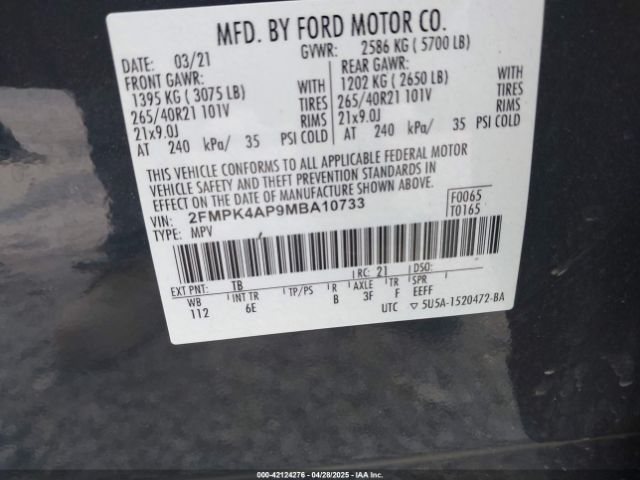 MFD. BY FORD MOTOR CO.
DATE: 03/21 GVWR: 2586 KG ( 5700 LB)
FRONT GAWR: REAR GAWR:
1395 KG ( 3075 LB) 1202 KG ( 2650 LB)
265/40R21 101V TIRES 265/40R21 101V TIRES
21x9.0J RIMS 21x9.0J RIMS
AT 240 kPa/ 35 PSI COLD AT 240 kPa/ 35 PSI COLD
THIS VEHICLE CONFORMS TO ALL APPLICABLE FEDERAL MOTOR
VEHICLE SAFETY AND THEFT PREVENTION STANDARDS IN
EFFECT ON THE DATE OF MANUFACTURE SHOWN ABOVE.
VIN: 2FMPK4AP9MBA10733 F0065
TYPE: MPV T0165
EXT PNT: TB RC: 21 DSO:
WB INT TR TP/PS R AXLE TR SPR
112 6E B 3F F EEFF
UTC ▽5U5A-1520472-BA
000-42124276 | 04/28/2025 | IAA Inc.